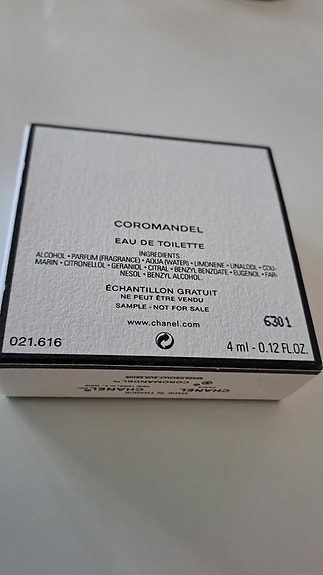 COROMANDEL
EAU DE TOILETTE
INGREDIENTS:
ALCOHOL • PARFUM (FRAGRANCE) • AQUA (WATER) • LIMONENE • LINALOOL • COU-
MARIN • CITRONELLOL • GERANIOL • CITRAL • BENZYL BENZOATE • EUGENOL • FAR-
NESOL • BENZYL ALCOHOL.
ÉCHANTILLON GRATUIT
NE PEUT ÊTRE VENDU
SAMPLE - NOT FOR SALE
www.chanel.com
6301
021.616
4 ml - 0.12 FL.OZ.
COROMANDEL™
CHANEL
CHANEL
MADE IN FRANCE